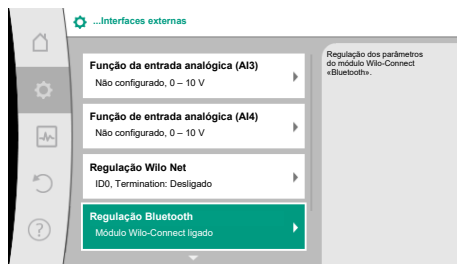 ...Interfaces externas
Função da entrada analógica (AI3)
Não configurado, 0 – 10 V
Função de entrada analógica (AI4)
Não configurado, 0 – 10 V
Regulação Wilo Net
ID0, Termination: Desligado
Regulação Bluetooth
Módulo Wilo-Connect ligado
Regulação dos parâmetros
do módulo Wilo-Connect
«Bluetooth».